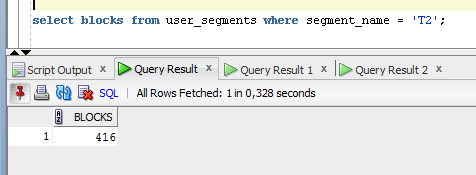 select blocks from user_segments where segment_name = 'T2';
Script Output x Query Result x Query Result 1 x Query Result 2 x
SQL | All Rows Fetched: 1 in 0,328 seconds
BLOCKS
1 416